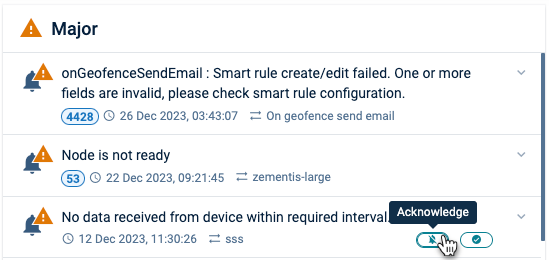 Major
onGeofenceSendEmail : Smart rule create/edit failed. One or more
fields are invalid, please check smart rule configuration.
4428 26 Dec 2023, 03:43:07 On geofence send email
Node is not ready
53 22 Dec 2023, 09:21:45 zementis-large
Acknowledge
No data received from device within required interval.
12 Dec 2023, 11:30:26 sss